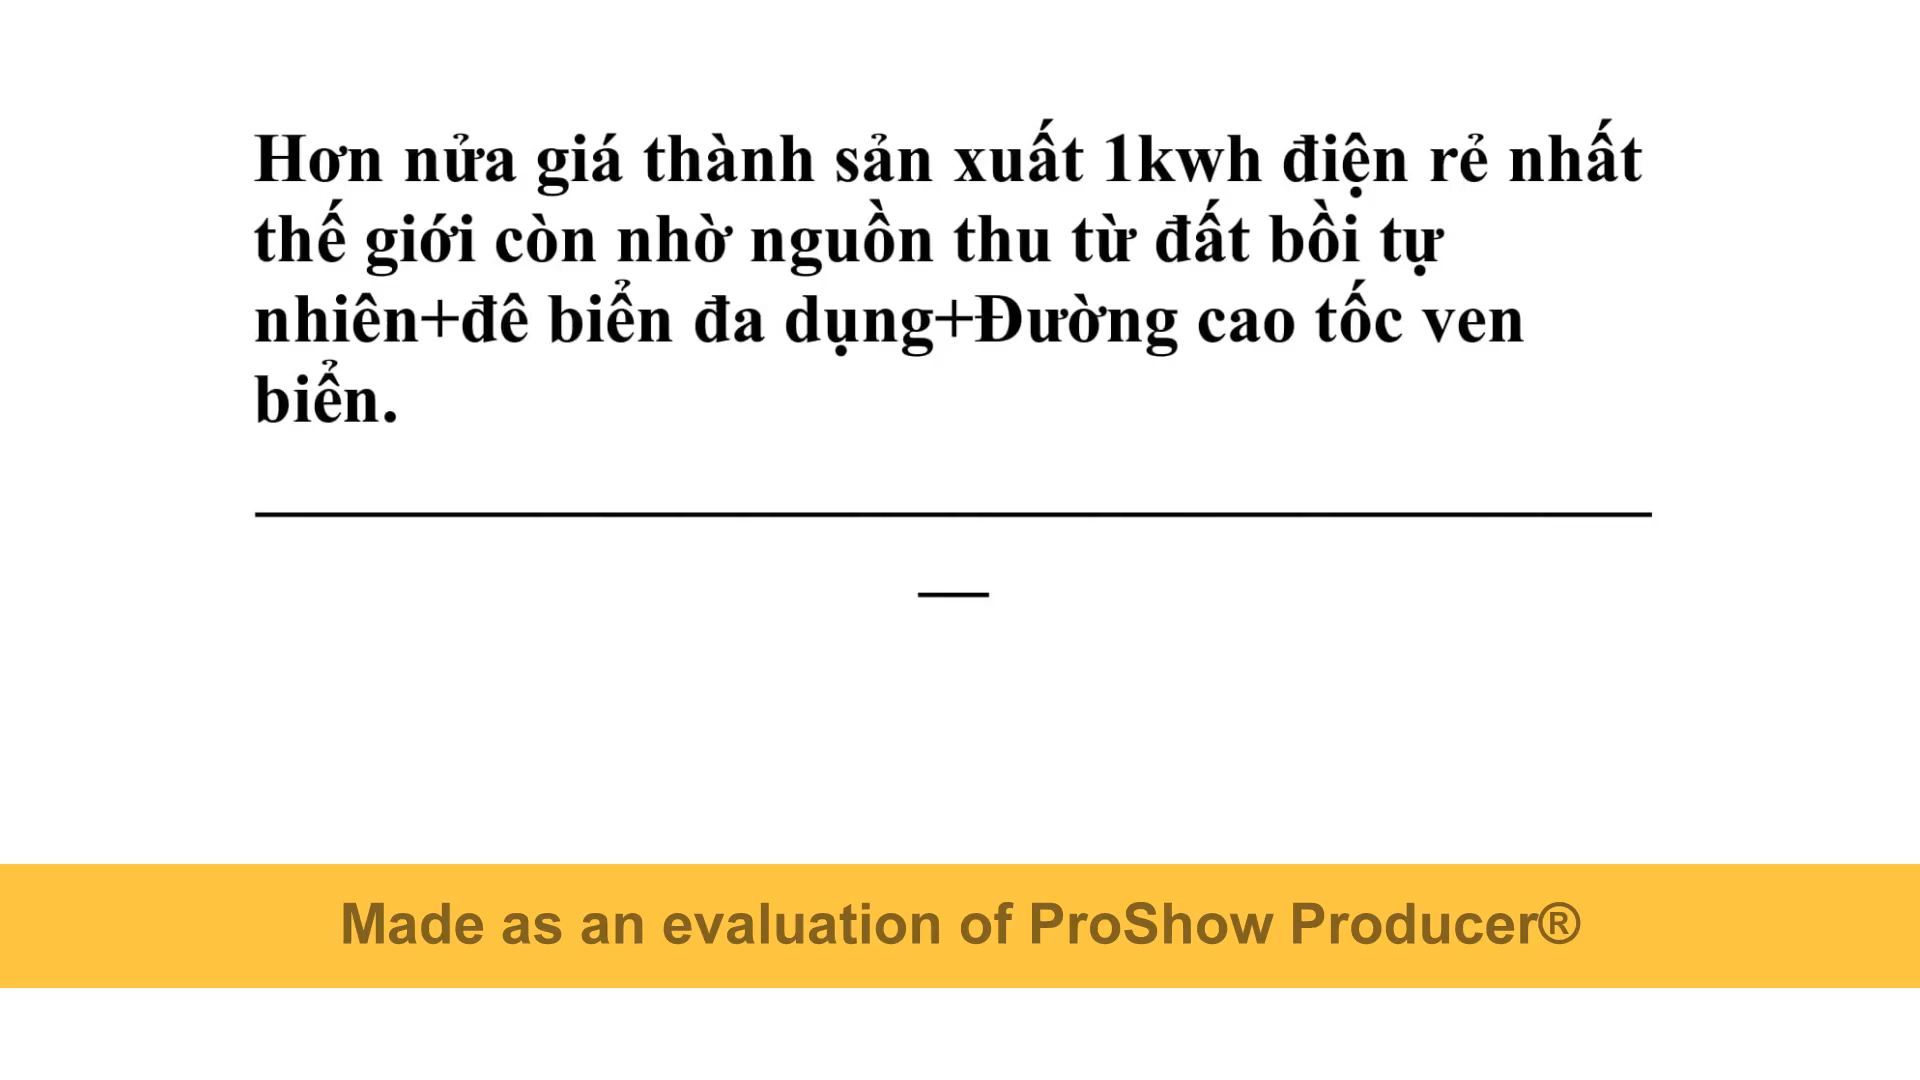 Hơn nửa giá thành sản xuất 1kwh điện rẻ nhất
thế giới còn nhờ nguồn thu từ đất bồi tự
nhiên+đê biển đa dụng+Đường cao tốc ven
biển.
Made as an evaluation of ProShow Producer®